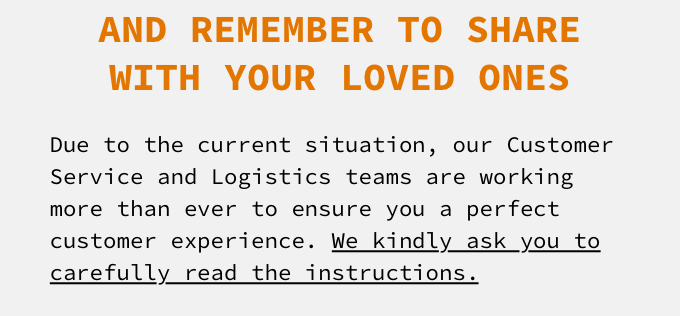 AND REMEMBER TO SHARE
WITH YOUR LOVED ONES
Due to the current situation, our Customer
Service and Logistics teams are working
more than ever to ensure you a perfect
customer experience. We kindly ask you to
carefully read the instructions.